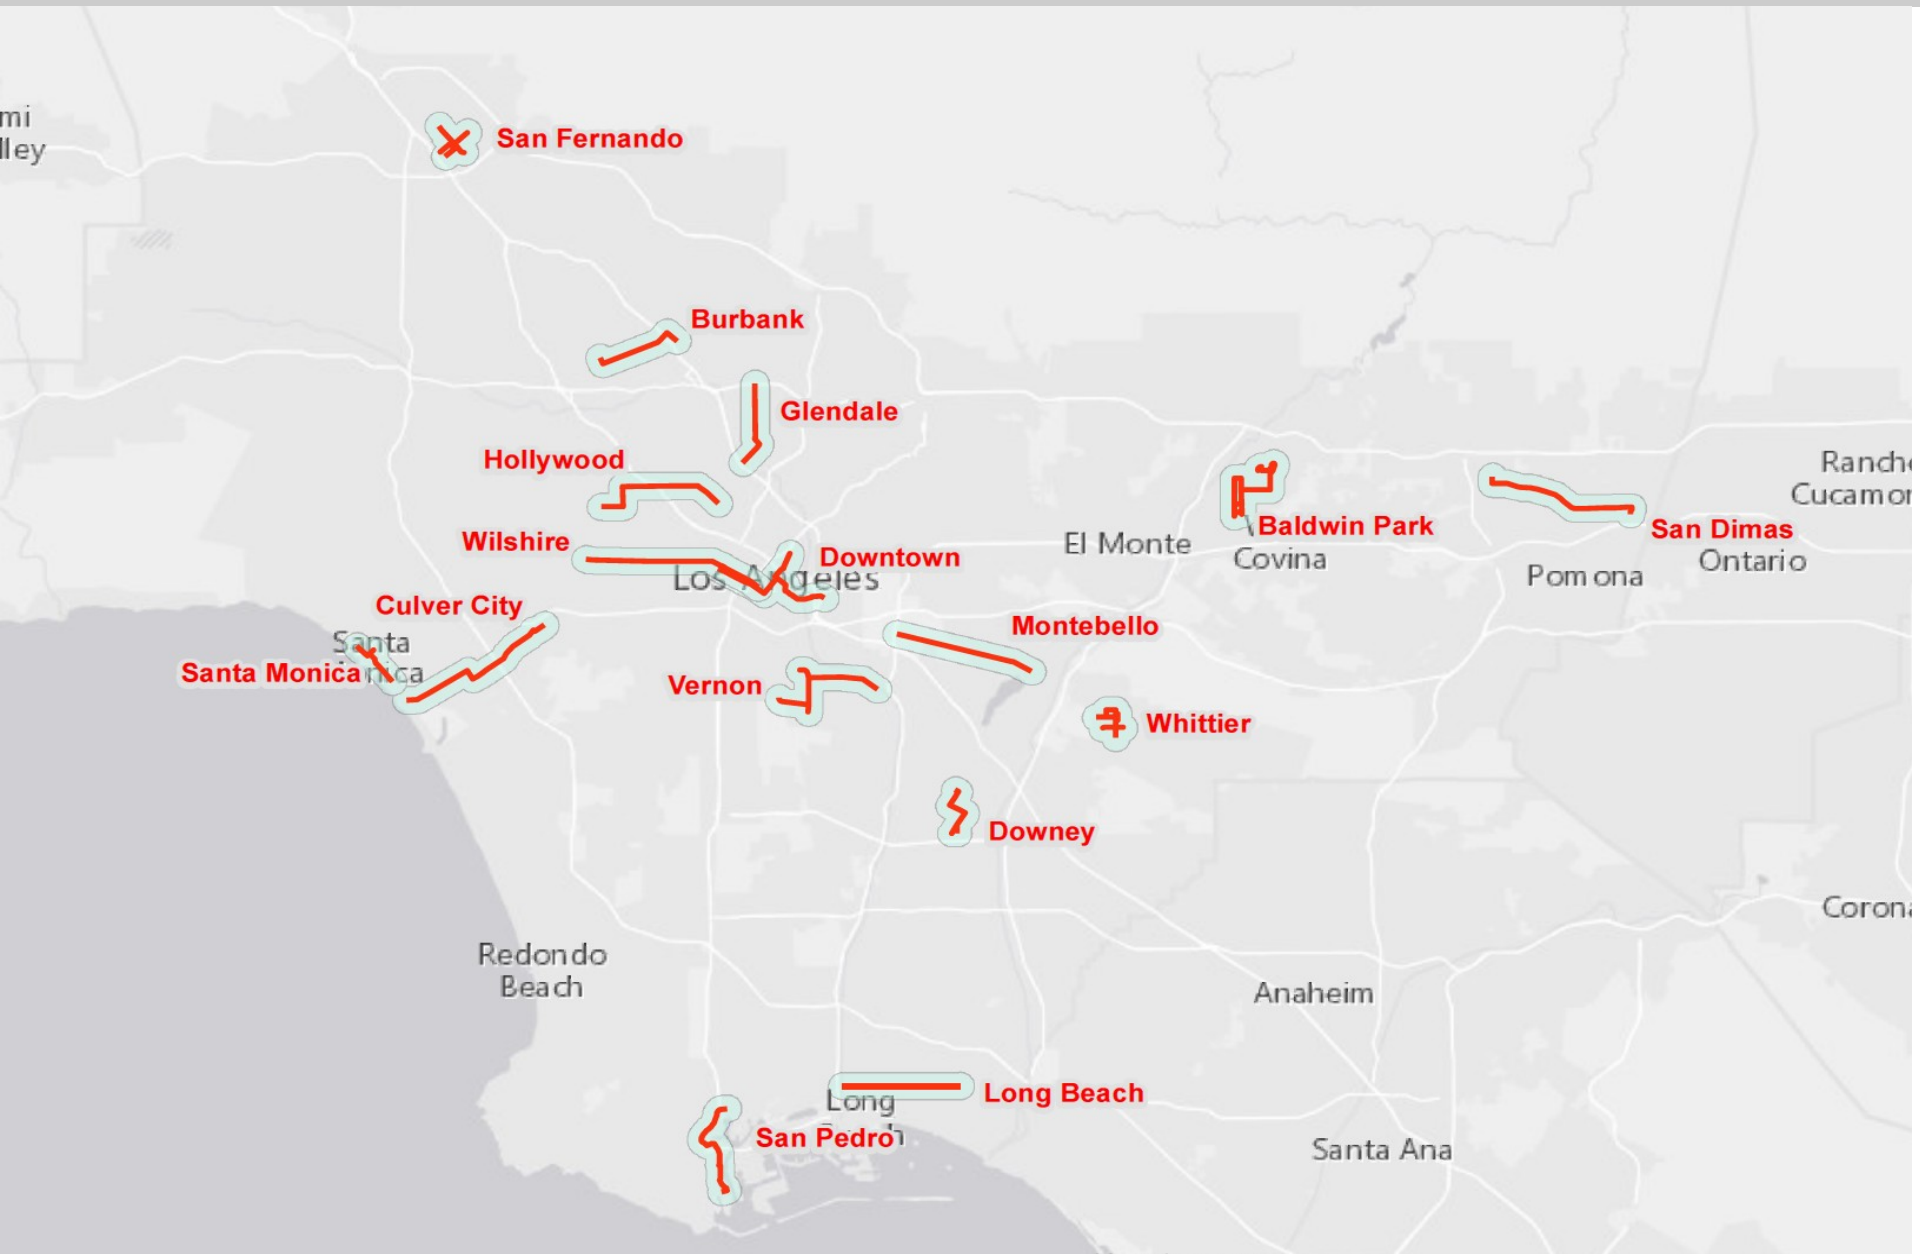 mi
lley
San Fernando
Burbank
Glendale
Hollywood
Rancho
Cucamon
Wilshire
Downtown
El Monte
Baldwin Park
Covina
San Dimas
Ontario
Los Angeles
Pomona
Culver City
Santa
Santa Monica
Montebello
Vernon
Whittier
Downey
Corona
Redondo
Beach
Anaheim
Long Beach
Long
San Pedro
Santa Ana